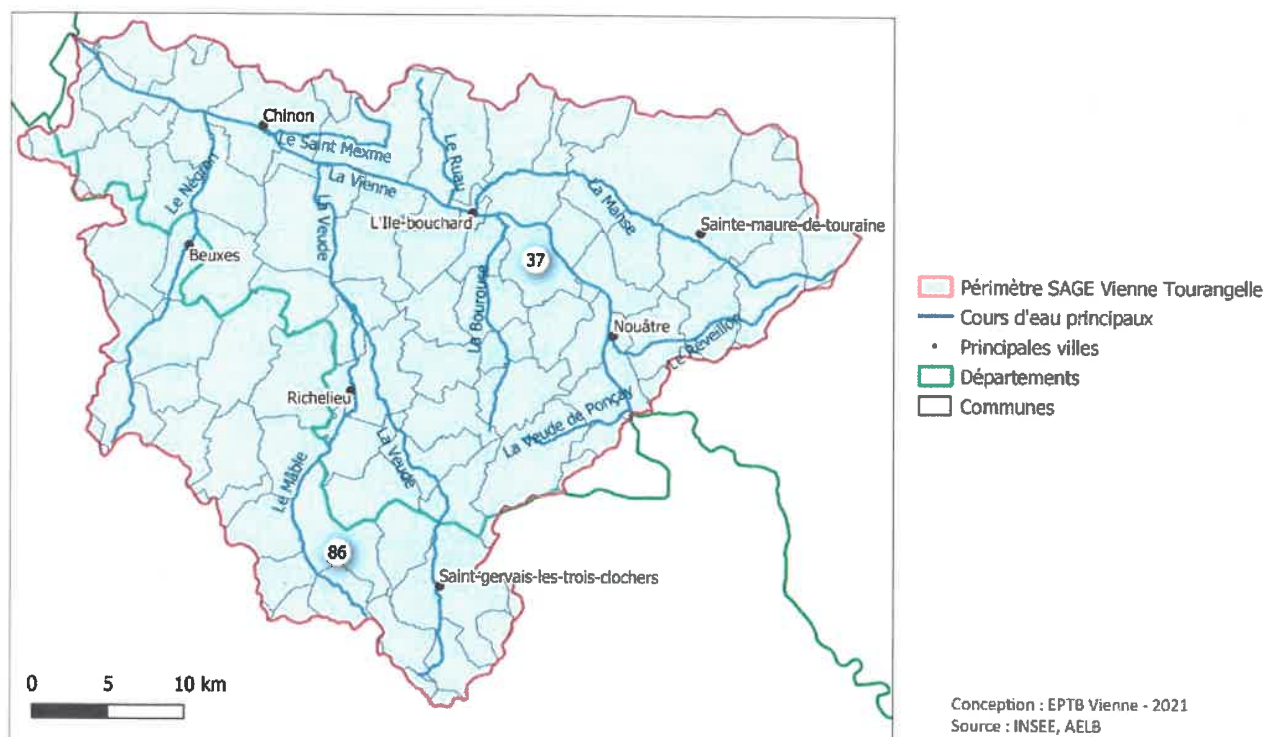 Chinon
Le Saint Mexme
Le Ruau
Le Négron
La Vienne
La Manse
La Veude
L'Ile-bouchard
Sainte-maure-de-touraine
Beuxes
37
La Bourouse
Nouâtre
Le Réveillon
Richelieu
La Veude de Ponçay
La Veude
Le Mâble
86
Saint-gervais-les-trois-clochers
0 5 10 km
Périmètre SAGE Vienne Tourangelle
Cours d'eau principaux
Principales villes
Départements
Communes
Conception : EPTB Vienne - 2021
Source : INSEE, AELB